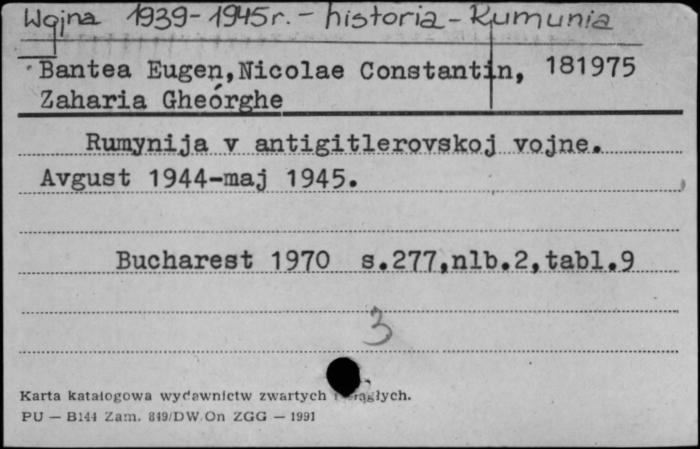 Wojna 1939-1945r. - historia - Rumunia
Bantea Eugen, Nicolae Constantin, 181975
Zaharia Gheorghe
Rumynija v antigitlerovskoj vojne.
Avgust 1944-maj 1945.
Bucharest 1970 s.277,nlb.2,tabl.9
3
Karta katalogowa wydawnictw zwartych i ciągłych.
PU — B144 Zam. 849/DW On ZGG — 1991